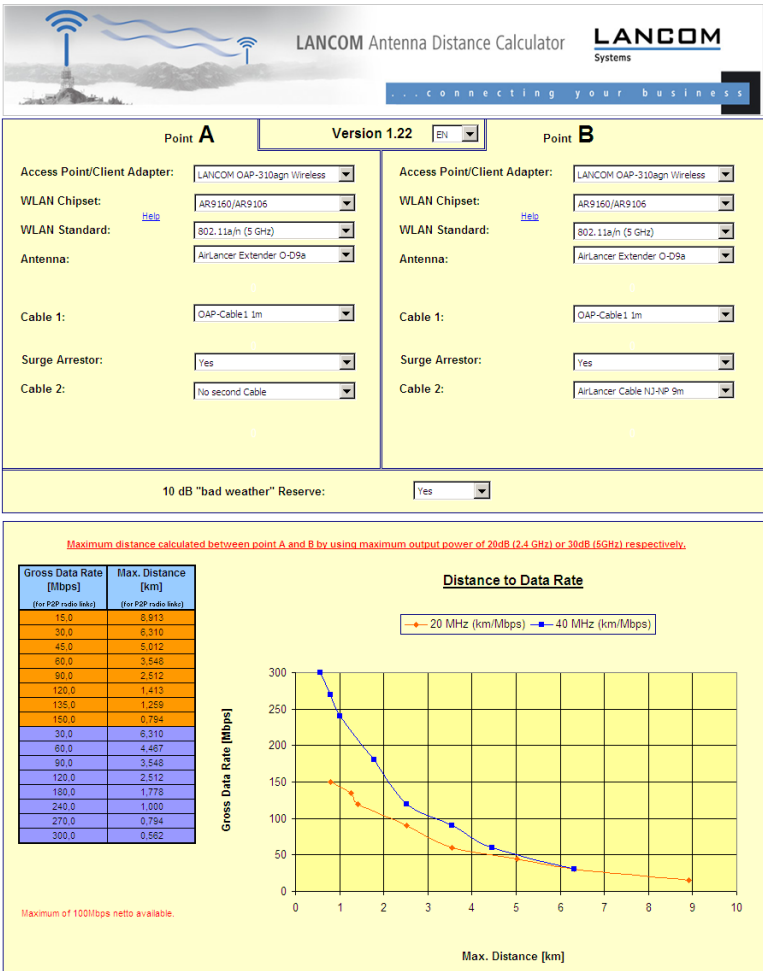 LANCOM Antenna Distance Calculator
LANCOM
Systems
...connecting your business
Point A
Version 1.22 EN
Point B
Access Point/Client Adapter: LANCOM OAP-310agn Wireless
WLAN Chipset: AR9160/AR9106
Help
WLAN Standard: 802.11a/n (5 GHz)
Antenna: AirLancer Extender O-D9a
Cable 1: OAP-Cable1 1m
Surge Arrestor: Yes
Cable 2: No second Cable
Access Point/Client Adapter: LANCOM OAP-310agn Wireless
WLAN Chipset: AR9160/AR9106
Help
WLAN Standard: 802.11a/n (5 GHz)
Antenna: AirLancer Extender O-D9a
Cable 1: OAP-Cable1 1m
Surge Arrestor: Yes
Cable 2: AirLancer Cable NJ-NP 9m
10 dB "bad weather" Reserve: Yes
Maximum distance calculated between point A and B by using maximum output power of 20dB (2.4 GHz) or 30dB (5GHz) respectively.
Gross Data Rate Max. Distance
[Mbps] [km]
(for P2P radio links) (for P2P radio links)
15,0 8,913
30,0 6,310
45,0 5,012
60,0 3,548
90,0 2,512
120,0 1,413
135,0 1,259
150,0 0,794
30,0 6,310
60,0 4,467
90,0 3,548
120,0 2,512
180,0 1,778
240,0 1,000
270,0 0,794
300,0 0,562
Maximum of 100Mbps netto available.
Distance to Data Rate
20 MHz (km/Mbps) 40 MHz (km/Mbps)
Gross Data Rate [Mbps]
300
250
200
150
100
50
0
0 1 2 3 4 5 6 7 8 9 10
Max. Distance [km]